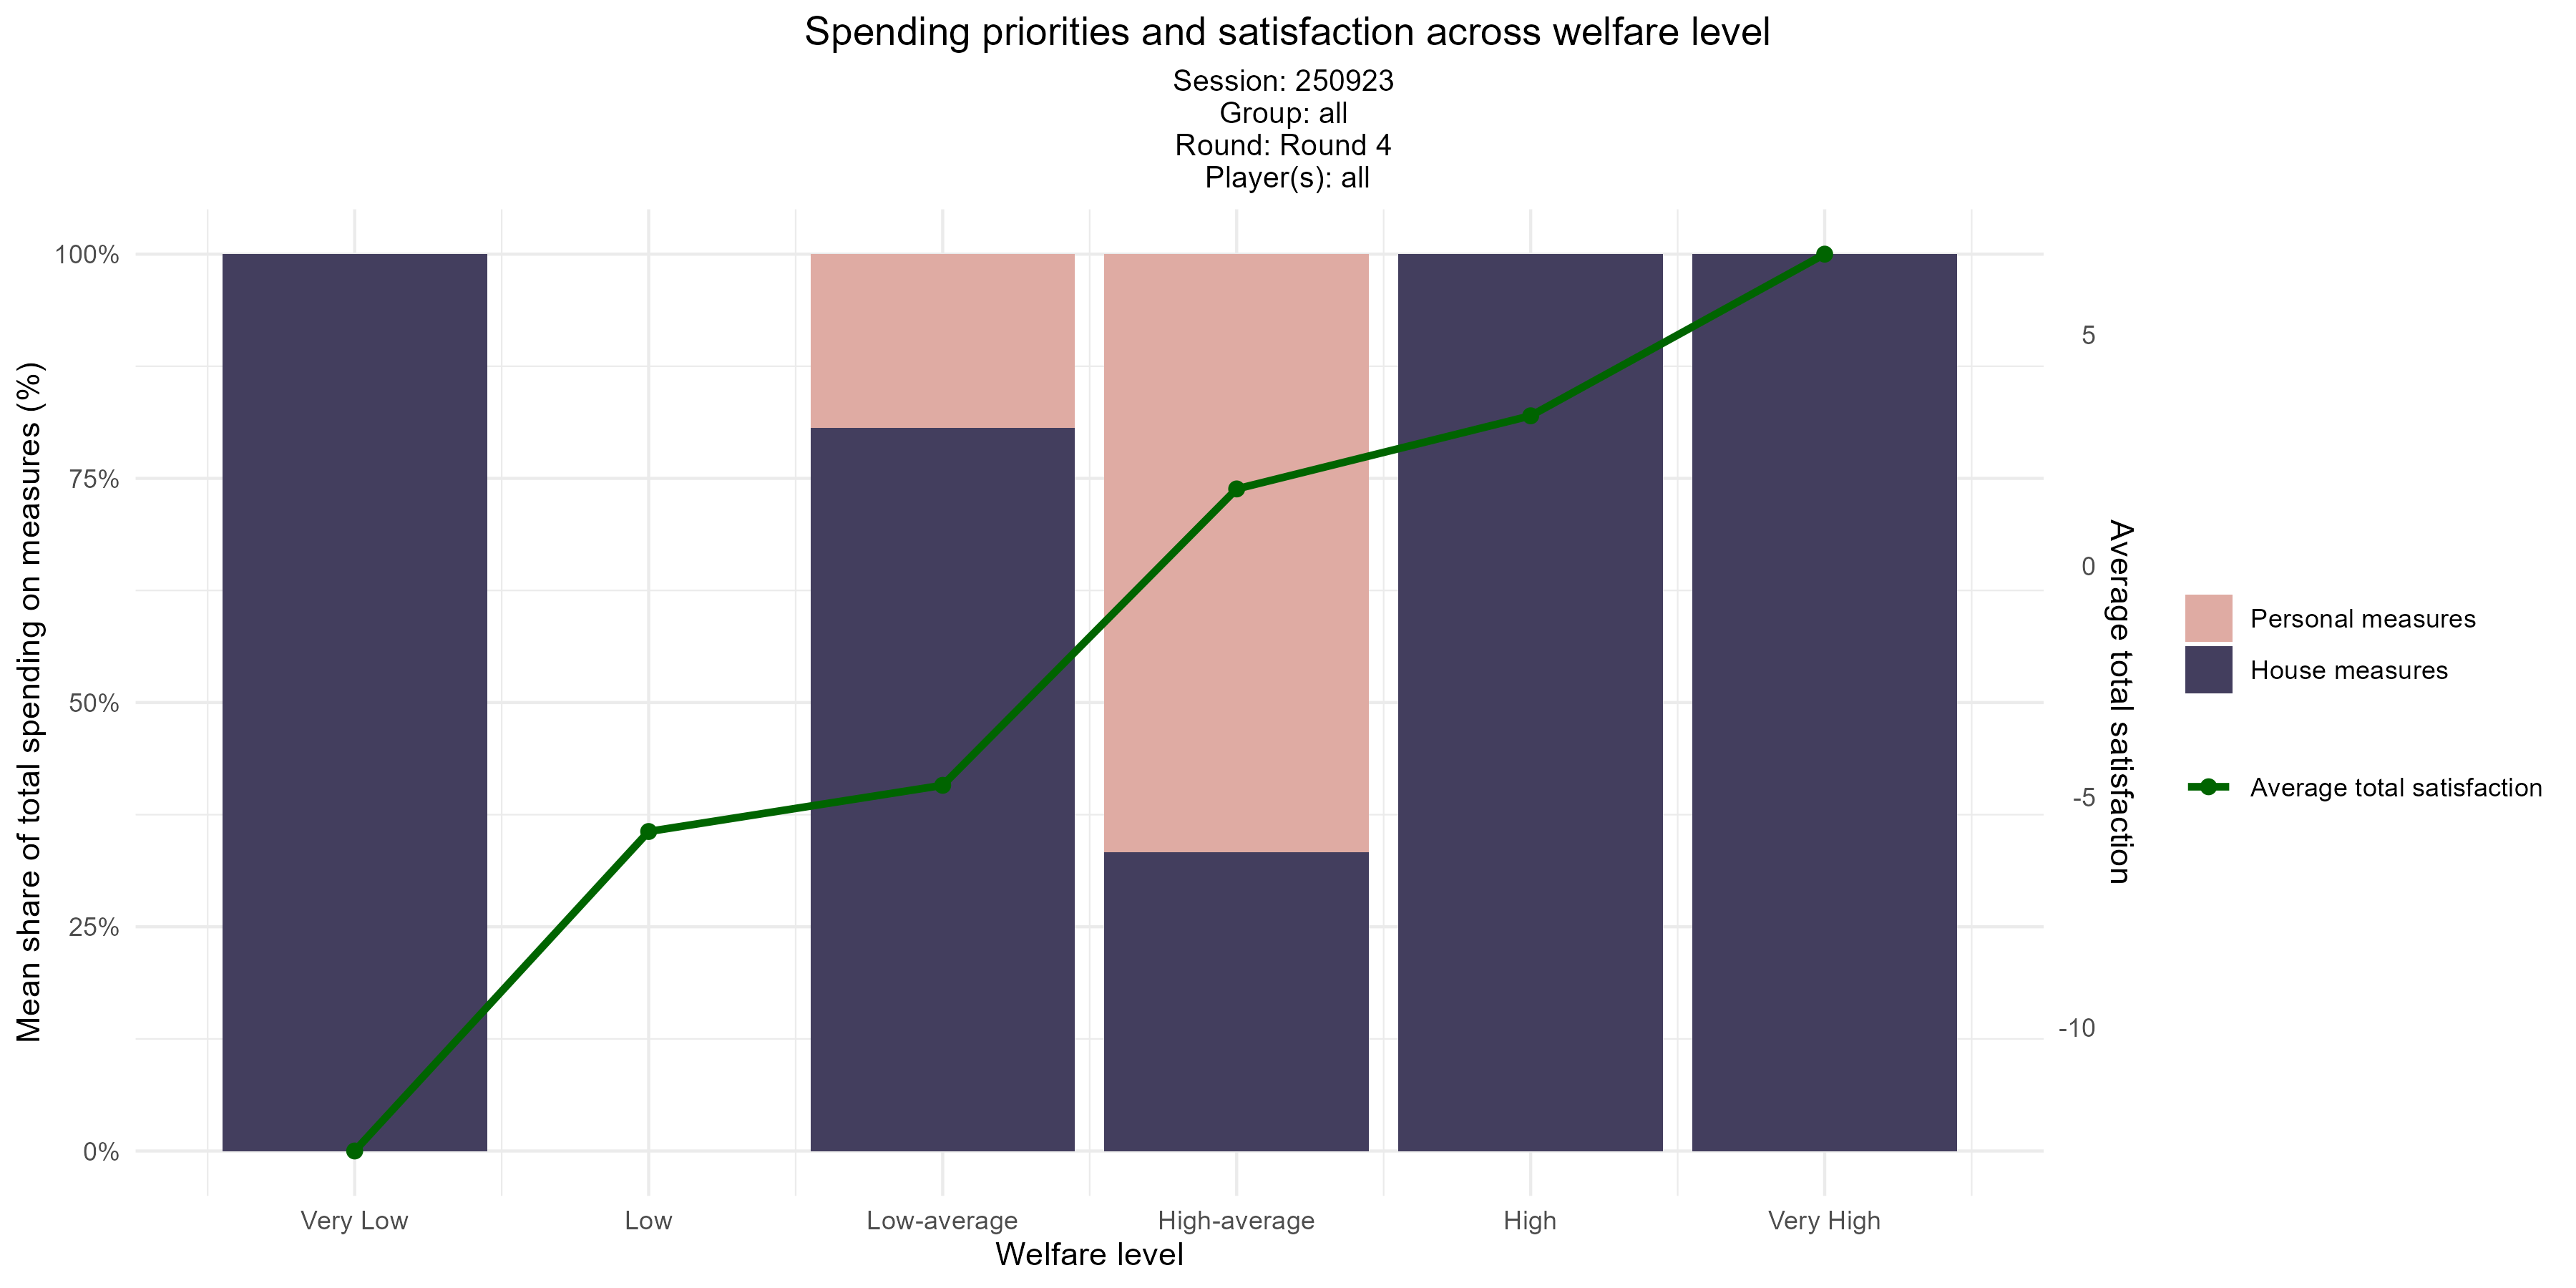 Spending priorities and satisfaction across welfare level
Session: 250923
Group: all
Round: Round 4
Player(s): all
Mean share of total spending on measures (%)
100%
75%
50%
25%
0%
5
0
-5
-10
Average total satisfaction
Very Low
Low
Low-average
High-average
High
Very High
Welfare level
Personal measures
House measures
Average total satisfaction